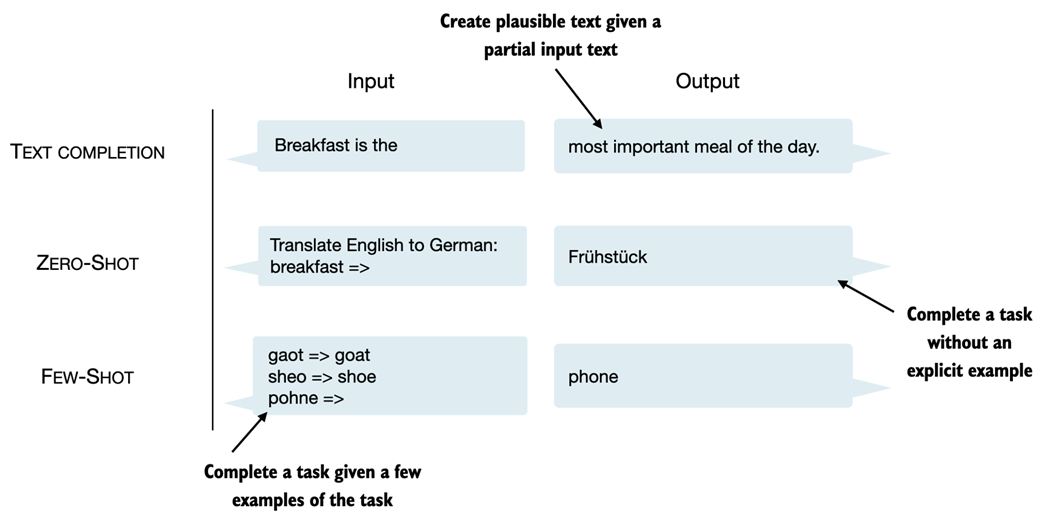 Create plausible text given a
partial input text
Input
Output
TEXT COMPLETION
Breakfast is the
most important meal of the day.
ZERO-SHOT
Translate English to German:
breakfast =>
Frühstück
Complete a task
without an
explicit example
FEW-SHOT
gaot => goat
sheo => shoe
pohne =>
phone
Complete a task given a few
examples of the task